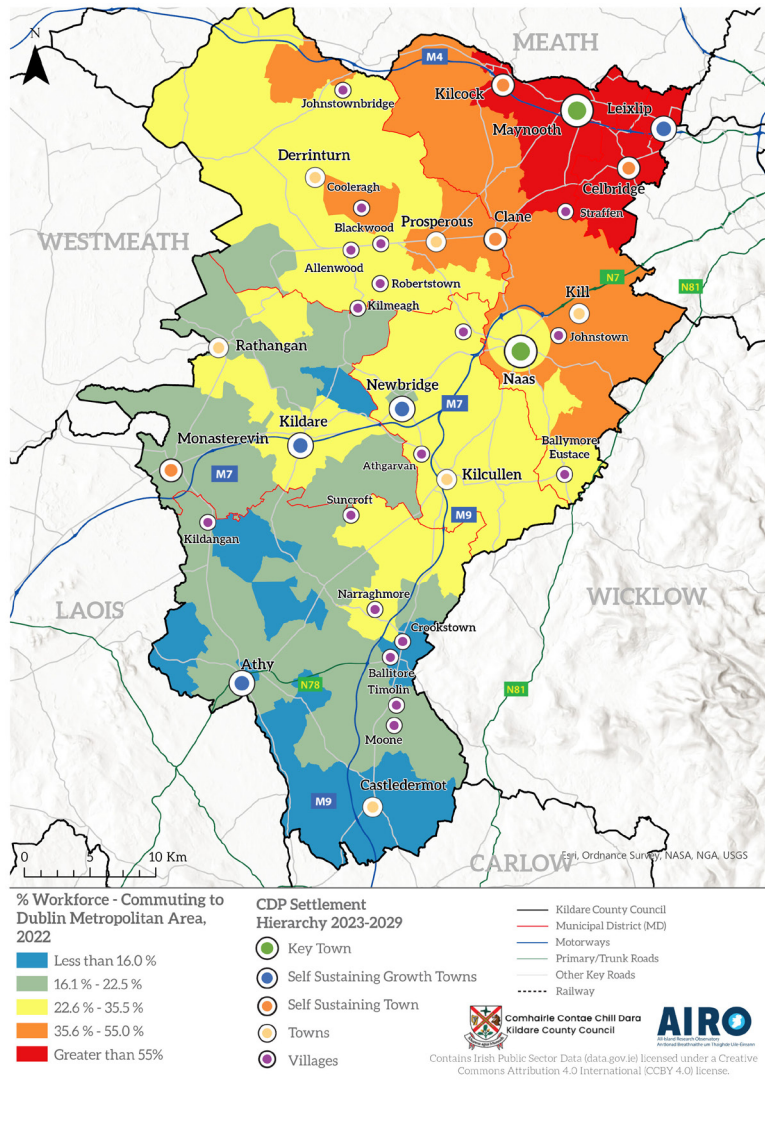 N
MEATH
M4
Kilcock
Leixlip
Johnstownbridge
Maynooth
Derrinturn
Cooleragh
Celbridge
Straffen
Blackwood
Prosperous
Clane
WESTMEATH
Allenwood
Robertstown
N7
N81
Kill
Kilmeagh
Johnstown
Rathangan
Naas
Newbridge
M7
Kildare
Monasterevin
Ballymore
Eustace
Athgarvan
M7
Kilcullen
Suncroft
M9
Kildangan
Narraghmore
LAOIS
WICKLOW
Crookstown
Athy
Ballitore
N78
Timolin
N81
Moone
Castledermot
M9
0 5 10 Km
CARLOW
Esri, Ordnance Survey, NASA, NGA, USGS
% Workforce - Commuting to
Dublin Metropolitan Area,
2022
Less than 16.0 %
16.1 % - 22.5 %
22.6 % - 35.5 %
35.6 % - 55.0 %
Greater than 55%
CDP Settlement
Hierarchy 2023-2029
Key Town
Self Sustaining Growth Towns
Self Sustaining Town
Towns
Villages
Kildare County Council
Municipal District (MD)
Motorways
Primary/Trunk Roads
Other Key Roads
Railway
Comhairle Contae Chill Dara
Kildare County Council
AIRO
All-Island Research Observatory
Contains Irish Public Sector Data (data.gov.ie) licensed under a Creative
Commons Attribution 4.0 International (CCBY 4.0) license.